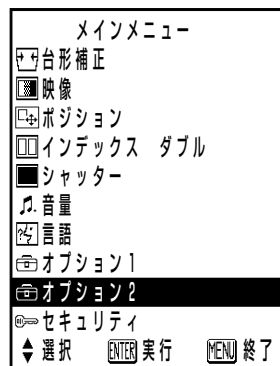 メインメニュー
台形補正
映像
ポジション
インデックス ダブル
シャッター
音量
言語
オプション1
オプション2
セキュリティ
選択 ENTER 実行 MENU 終了